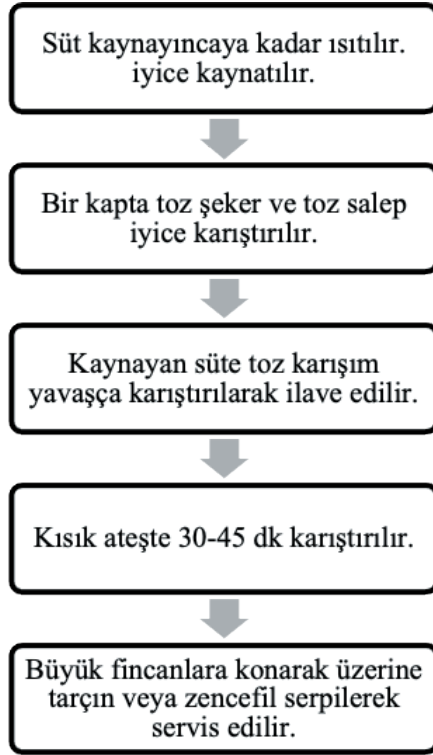 Süt kaynayıncaya kadar ısıtılır.
iyice kaynatılır.
Bir kapta toz şeker ve toz salep
iyice karıştırılır.
Kaynayan süte toz karışım
yavaşça karıştırılarak ilave edilir.
Kısık ateşte 30-45 dk karıştırılır.
Büyük fincanlara konarak üzerine
tarçın veya zencefil serpilerek
servis edilir.